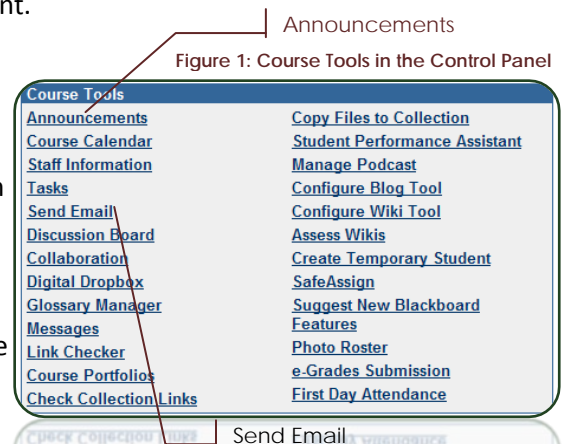 nt.
Announcements
Figure 1: Course Tools in the Control Panel
Course Tools
Announcements
Course Calendar
Staff Information
Tasks
Send Email
Discussion Board
Collaboration
Digital Dropbox
Glossary Manager
Messages
Link Checker
Course Portfolios
Check Collection Links
Copy Files to Collection
Student Performance Assistant
Manage Podcast
Configure Blog Tool
Configure Wiki Tool
Assess Wikis
Create Temporary Student
SafeAssign
Suggest New Blackboard
Features
Photo Roster
e-Grades Submission
First Day Attendance
Send Email